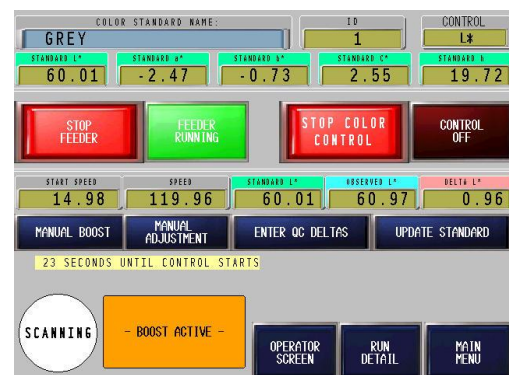 COLOR STANDARD NAME: ID CONTROL
GREY 1 L*
STANDARD L* STANDARD a* STANDARD b* STANDARD C* STANDARD h
60.01 -2.47 -0.73 2.55 19.72
STOP FEEDER
FEEDER RUNNING
STOP COLOR CONTROL
CONTROL OFF
START SPEED SPEED STANDARD L* OBSERVED L* DELTA L*
14.98 119.96 60.01 60.97 0.96
MANUAL BOOST
MANUAL ADJUSTMENT
ENTER QC DELTAS
UPDATE STANDARD
23 SECONDS UNTIL CONTROL STARTS
SCANNING
- BOOST ACTIVE -
OPERATOR SCREEN
RUN DETAIL
MAIN MENU